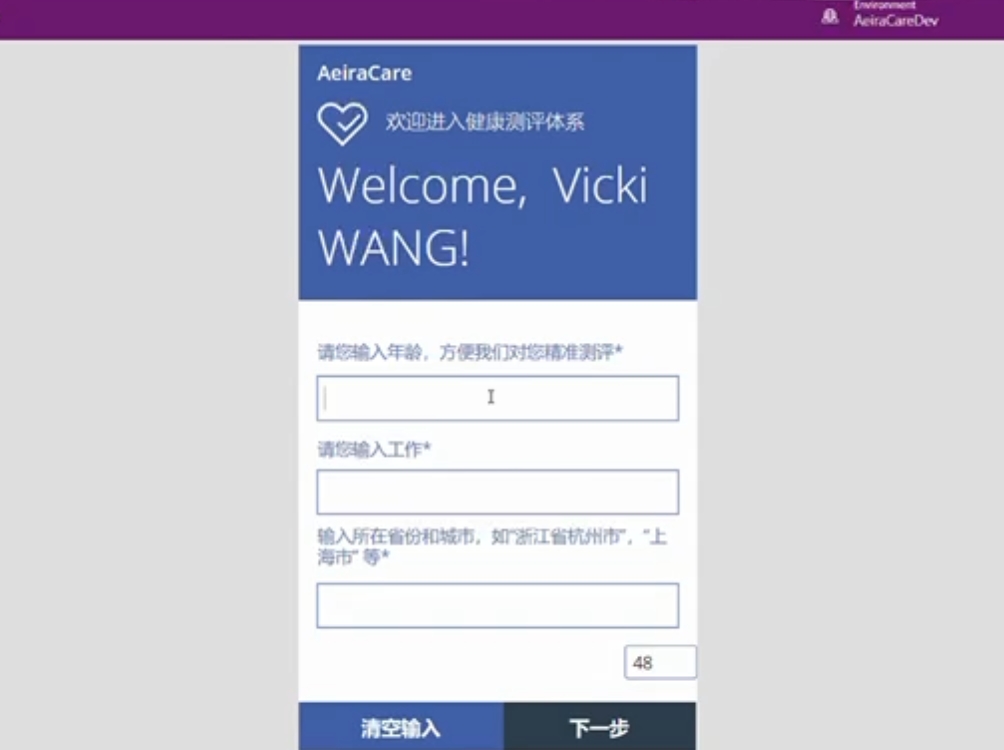 Environment
AeiraCareDev
AeiraCare
欢迎进入健康测评体系
Welcome, Vicki
WANG!
请您输入年龄，方便我们对您精准测评*
请您输入工作*
输入所在省份和城市，如“浙江省杭州市”，“上
海市” 等*
48
清空输入
下一步